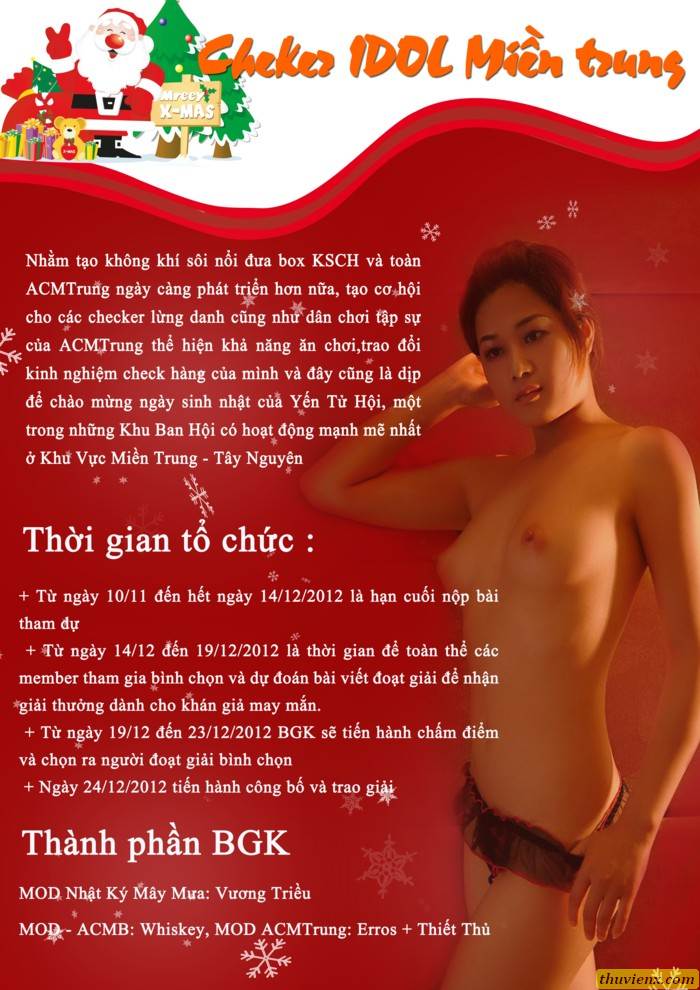 Cheker IDOL Miền trung
Mreey
X-MAS
X-MAS
Nhằm tạo không khí sôi nổi đưa box KSCH và toàn
ACMTrung ngày càng phát triển hơn nữa, tạo cơ hội
cho các checker lừng danh cũng như dân chơi tập sự
của ACMTrung thể hiện khả năng ăn chơi,trao đổi
kinh nghiệm check hàng của mình và đây cũng là dịp
để chào mừng ngày sinh nhật củả Yến Tử Hội, một
trong những Khu Ban Hội có hoạt động mạnh mẽ nhất
ở Khu Vực Miền Trung - Tây Nguyên
Thời gian tổ chức :
+ Từ ngày 10/11 đến hết ngày 14/12/2012 là hạn cuối nộp bài
tham dự
+ Từ ngày 14/12 đến 19/12/2012 là thời gian để toàn thể các
member tham gia bình chọn và dự đoán bài viết đoạt giải để nhận
giải thưởng dành cho khán giả may mắn.
+ Từ ngày 19/12 đến 23/12/2012 BGK sẽ tiến hành chấm điểm
và chọn ra người đoạt giải bình chọn
+ Ngày 24/12/2012 tiến hành công bố và trao giải
Thành phần BGK
MOD Nhật Ký Mây Mưa: Vương Triều
MOD - ACMB: Whiskey, MOD ACMTrung: Erros + Thiết Thủ
thuvienx.com